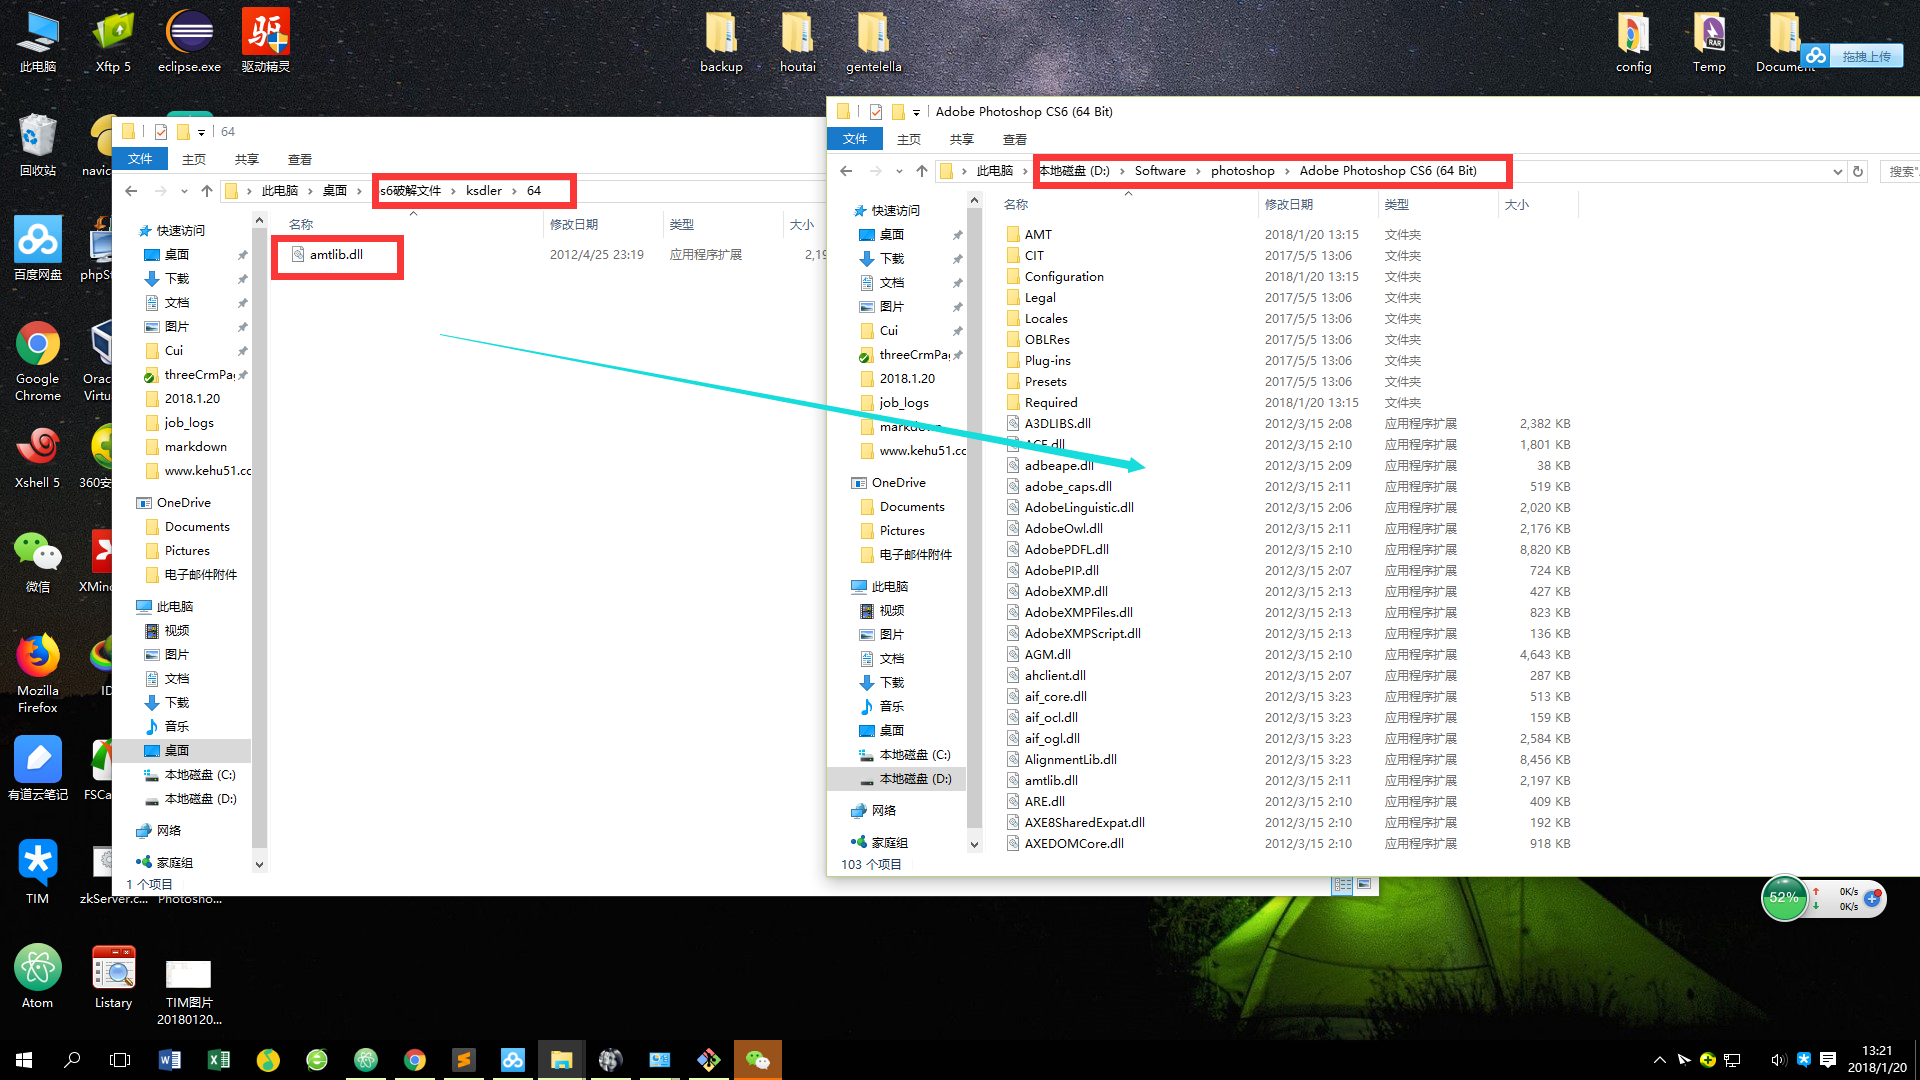 此电脑
Xftp 5
eclipse.exe
驱
驱动精灵
backup
houtai
gentelella
config
RAR
Temp
拖拽上传
回收站
百度网盘
Google
Chrome
Xshell 5
微信
Mozilla
Firefox
有道云笔记
TIM
zkServer.c...
Photosho...
Atom
Listary
TIM图片
20180120...
64
文件
主页
共享
查看
此电脑 > 桌面 >
s6破解文件 > ksdler > 64
名称
修改日期
类型
大小
amtlib.dll
2012/4/25 23:19
应用程序扩展
快速访问
桌面
下载
文档
图片
Cui
2018.1.20
job_logs
markdown
OneDrive
Documents
Pictures
电子邮件附件
此电脑
视频
图片
文档
下载
音乐
桌面
本地磁盘 (C:)
本地磁盘 (D:)
网络
家庭组
1 个项目
Adobe Photoshop CS6 (64 Bit)
文件
主页
共享
查看
此电脑 > 本地磁盘 (D:) > Software > photoshop > Adobe Photoshop CS6 (64 Bit)
搜索"
名称
修改日期
类型
大小
快速访问
桌面
下载
文档
图片
Cui
2018.1.20
job_logs
OneDrive
Documents
Pictures
电子邮件附件
此电脑
视频
图片
文档
下载
音乐
桌面
本地磁盘 (C:)
本地磁盘 (D:)
网络
家庭组
AMT 2018/1/20 13:15 文件夹
CIT 2017/5/5 13:06 文件夹
Configuration 2018/1/20 13:15 文件夹
Legal 2017/5/5 13:06 文件夹
Locales 2017/5/5 13:06 文件夹
OBLRes 2017/5/5 13:06 文件夹
Plug-ins 2017/5/5 13:06 文件夹
Presets 2017/5/5 13:06 文件夹
Required 2018/1/20 13:15 文件夹
A3DLIBS.dll 2012/3/15 2:08 应用程序扩展 2,382 KB
ACE.dll 2012/3/15 2:10 应用程序扩展 1,801 KB
adbeape.dll 2012/3/15 2:09 应用程序扩展 38 KB
adobe_caps.dll 2012/3/15 2:11 应用程序扩展 519 KB
AdobeLinguistic.dll 2012/3/15 2:06 应用程序扩展 2,020 KB
AdobeOwl.dll 2012/3/15 2:11 应用程序扩展 2,176 KB
AdobePDFL.dll 2012/3/15 2:10 应用程序扩展 8,820 KB
AdobePIP.dll 2012/3/15 2:07 应用程序扩展 724 KB
AdobeXMP.dll 2012/3/15 2:13 应用程序扩展 427 KB
AdobeXMPFiles.dll 2012/3/15 2:13 应用程序扩展 823 KB
AdobeXMPScript.dll 2012/3/15 2:13 应用程序扩展 136 KB
AGM.dll 2012/3/15 2:10 应用程序扩展 4,643 KB
ahclient.dll 2012/3/15 2:07 应用程序扩展 287 KB
aif_core.dll 2012/3/15 3:23 应用程序扩展 513 KB
aif_ocl.dll 2012/3/15 3:23 应用程序扩展 159 KB
aif_ogl.dll 2012/3/15 3:23 应用程序扩展 2,584 KB
AlignmentLib.dll 2012/3/15 3:23 应用程序扩展 8,456 KB
amtlib.dll 2012/3/15 2:11 应用程序扩展 2,197 KB
ARE.dll 2012/3/15 2:10 应用程序扩展 409 KB
AXE8SharedExpat.dll 2012/3/15 2:10 应用程序扩展 192 KB
AXEDOMCore.dll 2012/3/15 2:10 应用程序扩展 918 KB
103 个项目
52%
0K/s
0K/s
13:21
2018/1/20